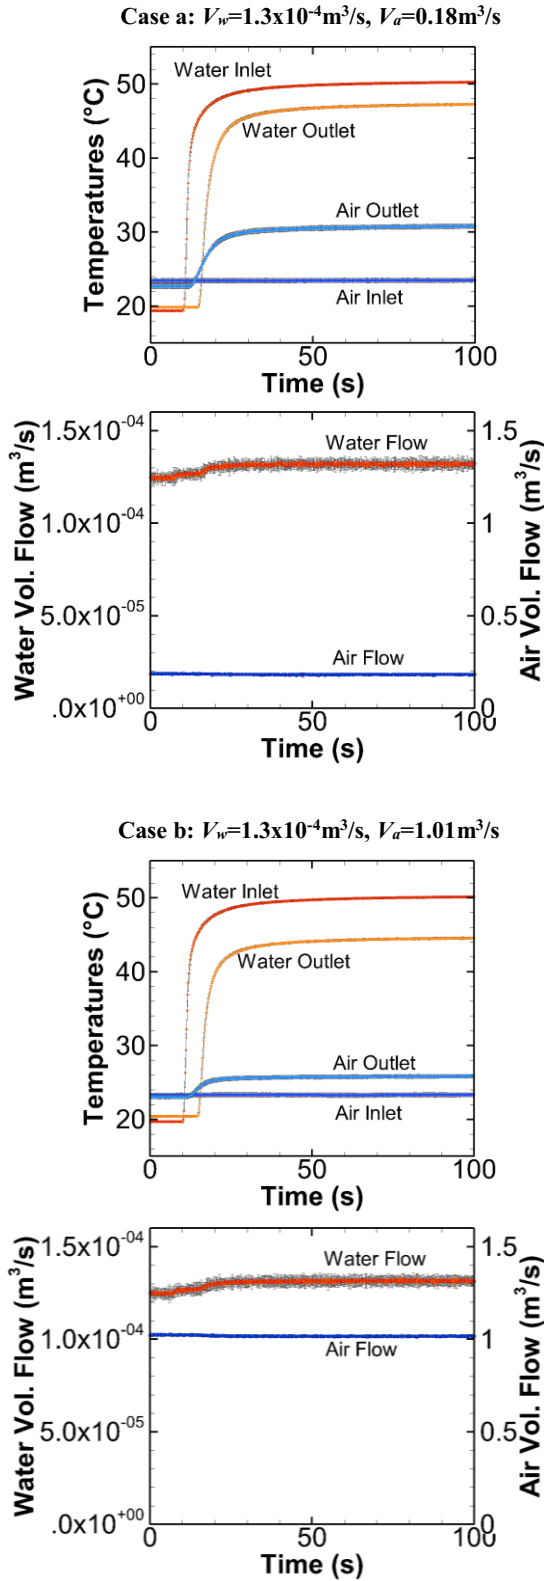 Case a: Vw=1.3x10⁻⁴m³/s, Va=0.18m³/s
Temperatures (°C)
50
40
30
20
Water Inlet
Water Outlet
Air Outlet
Air Inlet
0 50 100
Time (s)
Water Vol. Flow (m³/s)
1.5x10⁻⁰⁴
1.0x10⁻⁰⁴
5.0x10⁻⁰⁵
.0x10⁺⁰⁰
Water Flow
Air Flow
1.5
1
0.5
0
Air Vol. Flow (m³/s)
0 50 100
Time (s)
Case b: Vw=1.3x10⁻⁴m³/s, Va=1.01m³/s
Temperatures (°C)
50
40
30
20
Water Inlet
Water Outlet
Air Outlet
Air Inlet
0 50 100
Time (s)
Water Vol. Flow (m³/s)
1.5x10⁻⁰⁴
1.0x10⁻⁰⁴
5.0x10⁻⁰⁵
.0x10⁺⁰⁰
Water Flow
Air Flow
1.5
1
0.5
0
Air Vol. Flow (m³/s)
0 50 100
Time (s)